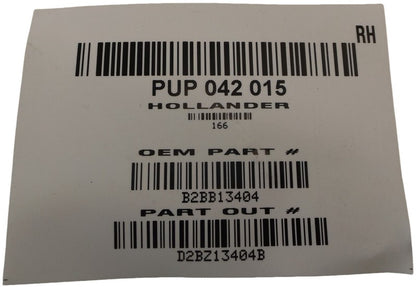 RH
PUP 042 015
HOLLANDER
166
OEM PART #
B2BB13404
PART OUT #
D2BZ13404B